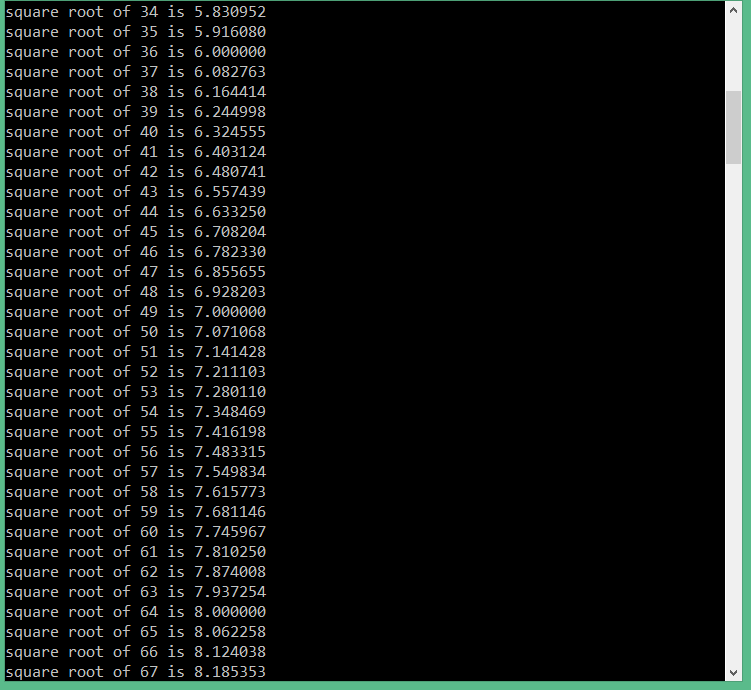 square root of 34 is 5.830952
square root of 35 is 5.916080
square root of 36 is 6.000000
square root of 37 is 6.082763
square root of 38 is 6.164414
square root of 39 is 6.244998
square root of 40 is 6.324555
square root of 41 is 6.403124
square root of 42 is 6.480741
square root of 43 is 6.557439
square root of 44 is 6.633250
square root of 45 is 6.708204
square root of 46 is 6.782330
square root of 47 is 6.855655
square root of 48 is 6.928203
square root of 49 is 7.000000
square root of 50 is 7.071068
square root of 51 is 7.141428
square root of 52 is 7.211103
square root of 53 is 7.280110
square root of 54 is 7.348469
square root of 55 is 7.416198
square root of 56 is 7.483315
square root of 57 is 7.549834
square root of 58 is 7.615773
square root of 59 is 7.681146
square root of 60 is 7.745967
square root of 61 is 7.810250
square root of 62 is 7.874008
square root of 63 is 7.937254
square root of 64 is 8.000000
square root of 65 is 8.062258
square root of 66 is 8.124038
square root of 67 is 8.185353